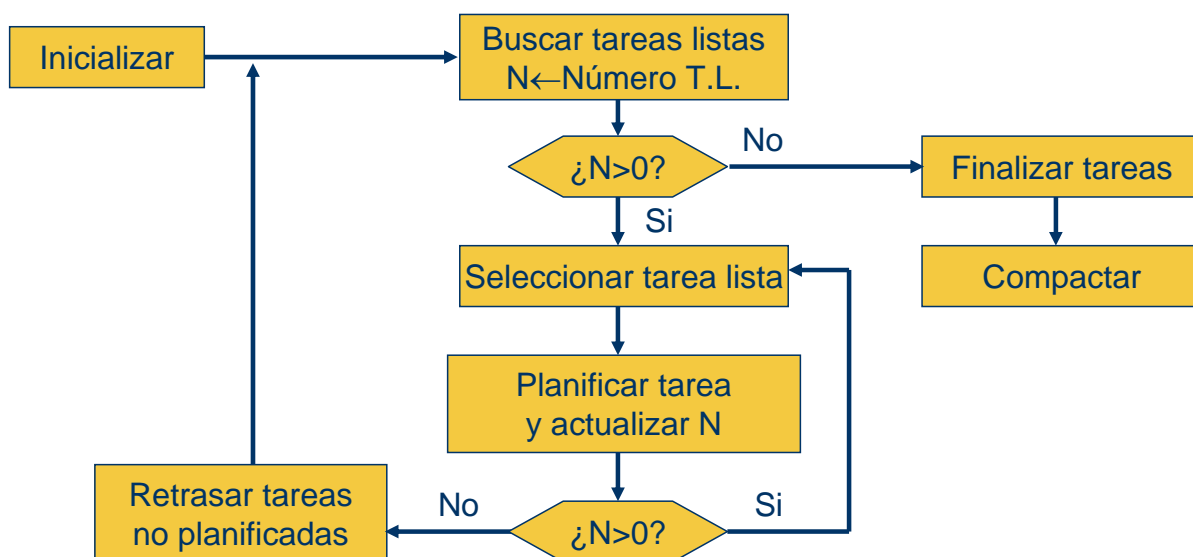 Inicializar
Buscar tareas listas
N←Número T.L.
¿N>0?
No
Finalizar tareas
Si
Seleccionar tarea lista
Compactar
Planificar tarea
y actualizar N
Retrasar tareas
no planificadas
No
¿N>0?
Si